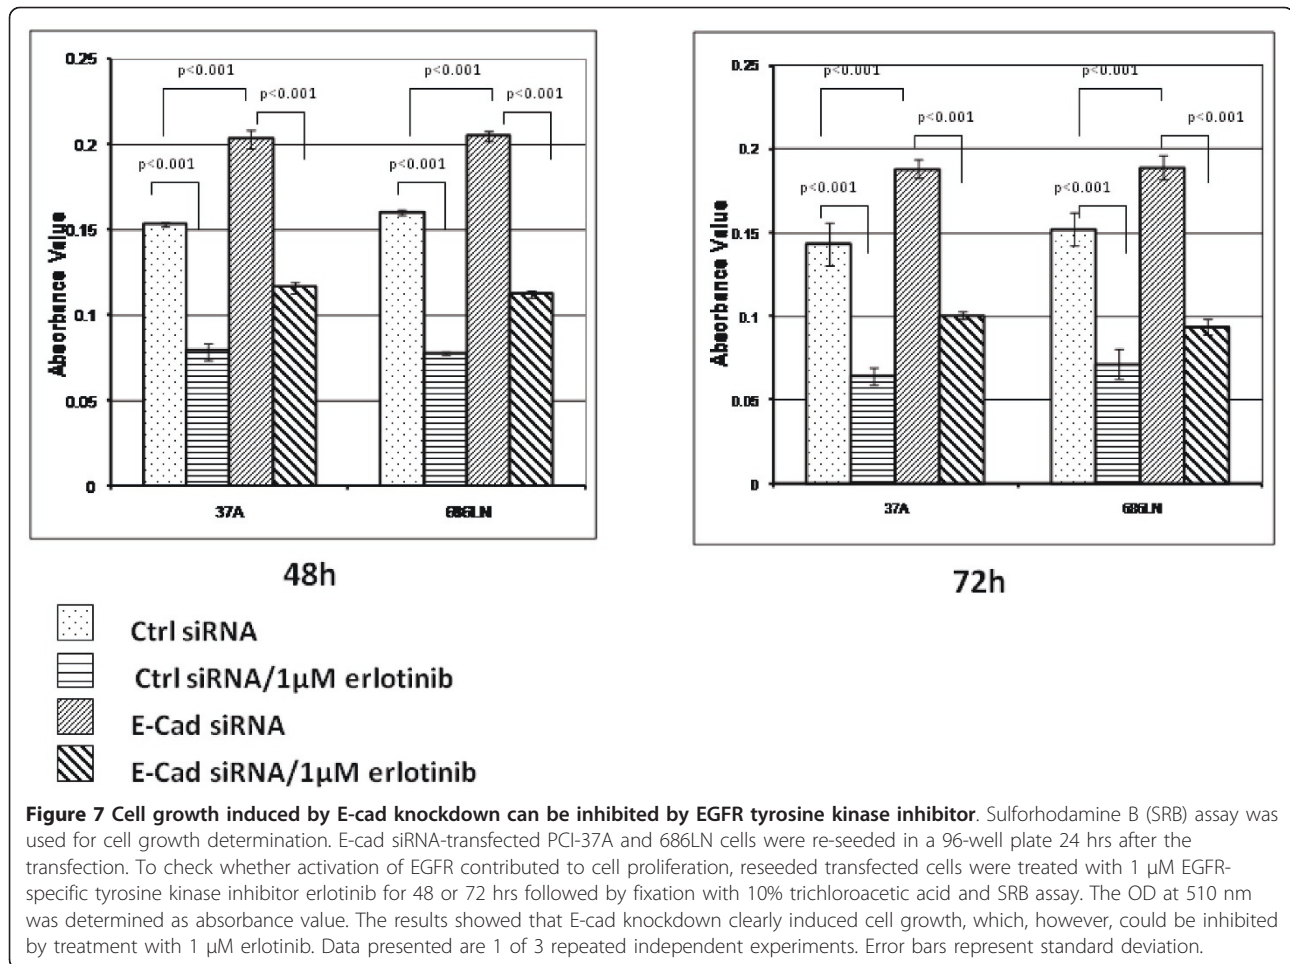 0.25
p<0.001
p<0.001
p<0.001
p<0.001
0.2
p<0.001
p<0.001
0.15
0.1
0.05
0
Absorbance Value
37A
686LN
48h
0.25
p<0.001
p<0.001
p<0.001
p<0.001
0.2
p<0.001
p<0.001
0.15
0.1
0.05
0
Absorbance Value
37A
686LN
72h
Ctrl siRNA
Ctrl siRNA/1µM erlotinib
E-Cad siRNA
E-Cad siRNA/1µM erlotinib
Figure 7 Cell growth induced by E-cad knockdown can be inhibited by EGFR tyrosine kinase inhibitor. Sulforhodamine B (SRB) assay was
used for cell growth determination. E-cad siRNA-transfected PCI-37A and 686LN cells were re-seeded in a 96-well plate 24 hrs after the
transfection. To check whether activation of EGFR contributed to cell proliferation, reseeded transfected cells were treated with 1 μM EGFR-
specific tyrosine kinase inhibitor erlotinib for 48 or 72 hrs followed by fixation with 10% trichloroacetic acid and SRB assay. The OD at 510 nm
was determined as absorbance value. The results showed that E-cad knockdown clearly induced cell growth, which, however, could be inhibited
by treatment with 1 μM erlotinib. Data presented are 1 of 3 repeated independent experiments. Error bars represent standard deviation.